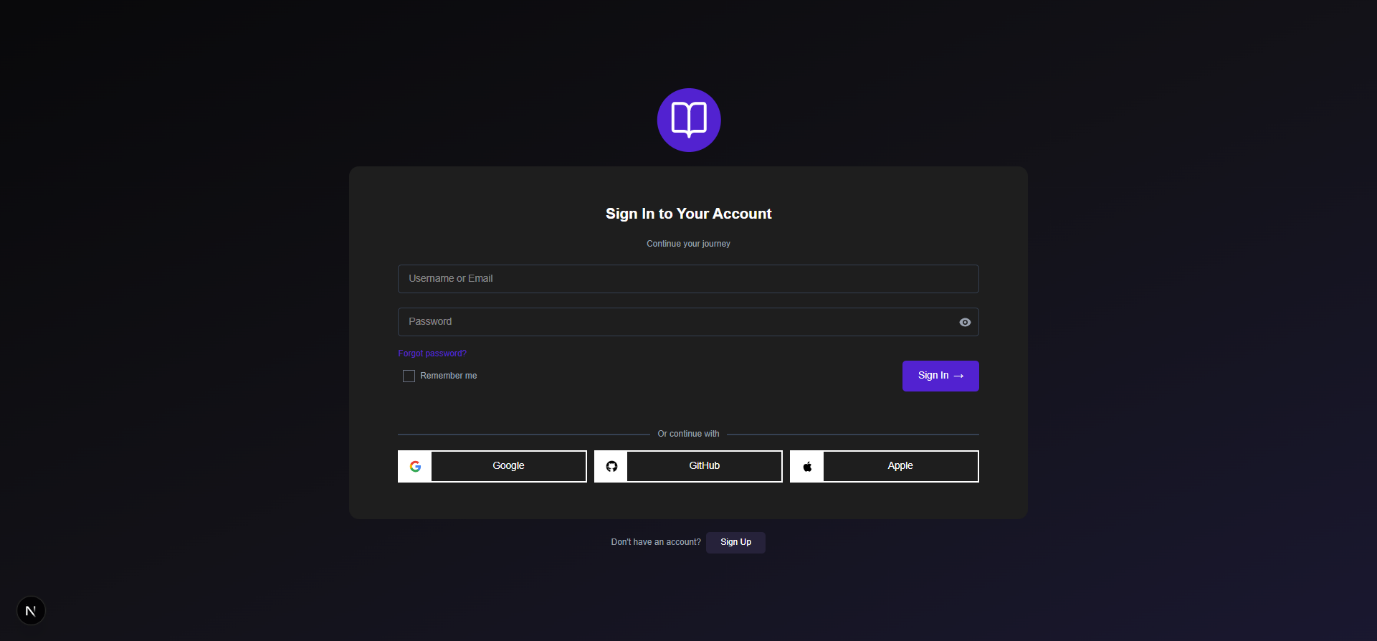 Sign In to Your Account
Continue your journey
Username or Email
Password
Forgot password?
Remember me
Sign In →
Or continue with
Google
GitHub
Apple
Don't have an account? Sign Up
N